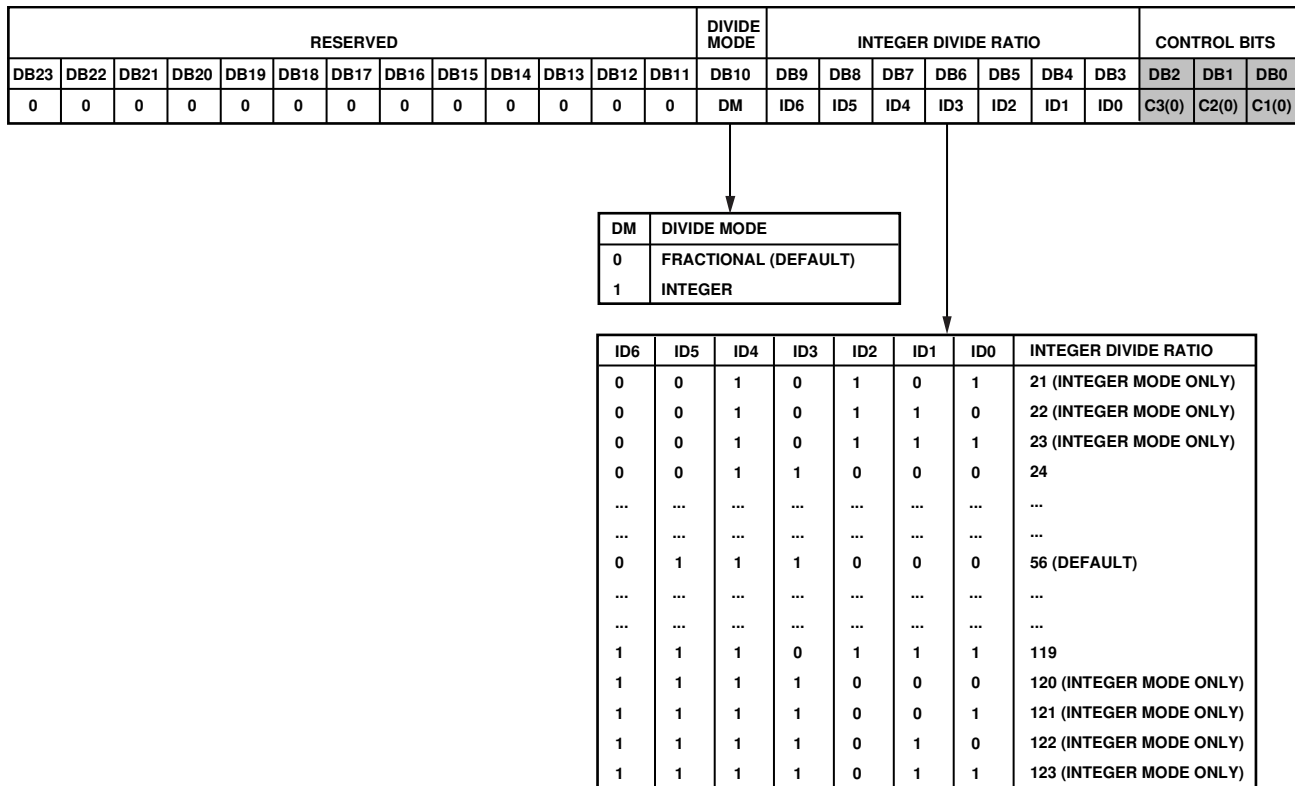 RESERVED DIVIDE MODE INTEGER DIVIDE RATIO CONTROL BITS
DB23 DB22 DB21 DB20 DB19 DB18 DB17 DB16 DB15 DB14 DB13 DB12 DB11 DB10 DB9 DB8 DB7 DB6 DB5 DB4 DB3 DB2 DB1 DB0
0 0 0 0 0 0 0 0 0 0 0 0 0 DM ID6 ID5 ID4 ID3 ID2 ID1 ID0 C3(0) C2(0) C1(0)
DM DIVIDE MODE
0 FRACTIONAL (DEFAULT)
1 INTEGER
ID6 ID5 ID4 ID3 ID2 ID1 ID0 INTEGER DIVIDE RATIO
0 0 1 0 1 0 1 21 (INTEGER MODE ONLY)
0 0 1 0 1 1 0 22 (INTEGER MODE ONLY)
0 0 1 0 1 1 1 23 (INTEGER MODE ONLY)
0 0 1 1 0 0 0 24
... ... ... ... ... ... ... ...
... ... ... ... ... ... ... ...
0 1 1 1 0 0 0 56 (DEFAULT)
... ... ... ... ... ... ... ...
... ... ... ... ... ... ... ...
1 1 1 0 1 1 1 119
1 1 1 1 0 0 0 120 (INTEGER MODE ONLY)
1 1 1 1 0 0 1 121 (INTEGER MODE ONLY)
1 1 1 1 0 1 0 122 (INTEGER MODE ONLY)
1 1 1 1 0 1 1 123 (INTEGER MODE ONLY)